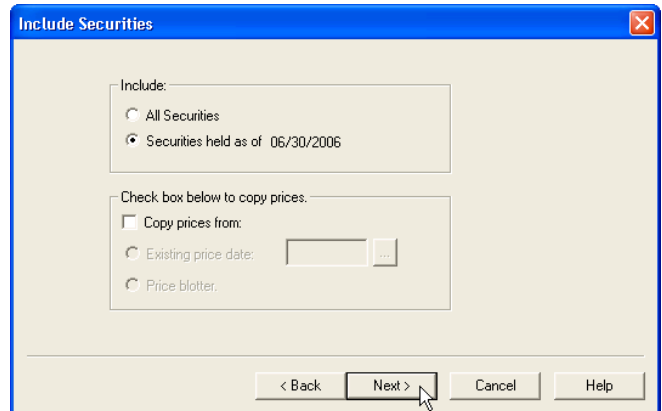 Include Securities
Include:
All Securities
Securities held as of 06/30/2006
Check box below to copy prices.
Copy prices from:
Existing price date:
...
Price blotter.
< Back
Next >
Cancel
Help